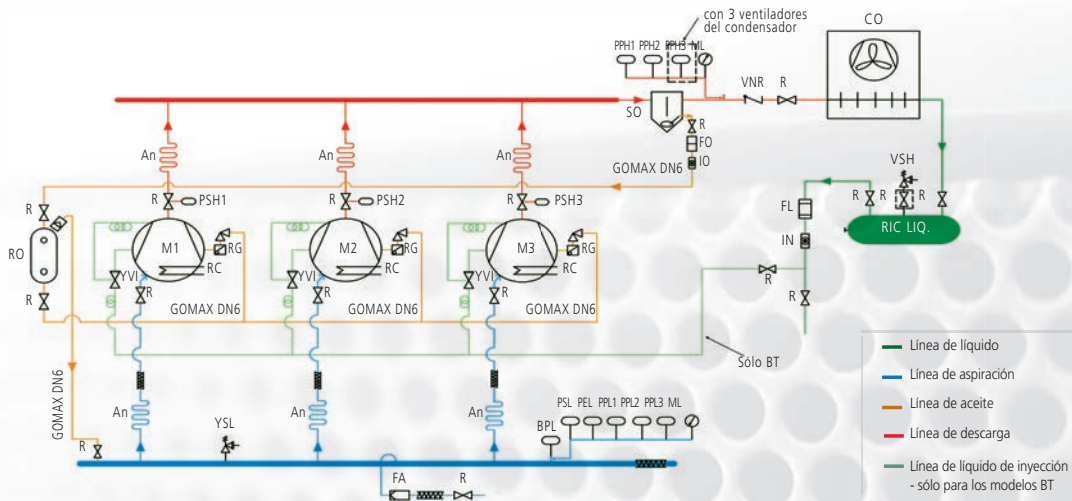 con 3 ventiladores
del condensador
CO
PPH1 PPH2 PPH3 ML
VNR R
SO
R
FO
IO
GOMAX DN6
An An An
VSH
R R R
FL
RIC LIQ.
IN
R PSH1 R PSH2 R PSH3
R
RO
M1 RG M2 RG M3 RG
RC RC RC
YVI R YVI R YVI R
R
GOMAX DN6 GOMAX DN6 GOMAX DN6
R R
Sólo BT
GOMAX DN6
An An An
YSL
R
PSL PEL PPL1 PPL2 PPL3 ML
BPL
FA R
Línea de líquido
Línea de aspiración
Línea de aceite
Línea de descarga
Línea de líquido de inyección
- sólo para los modelos BT